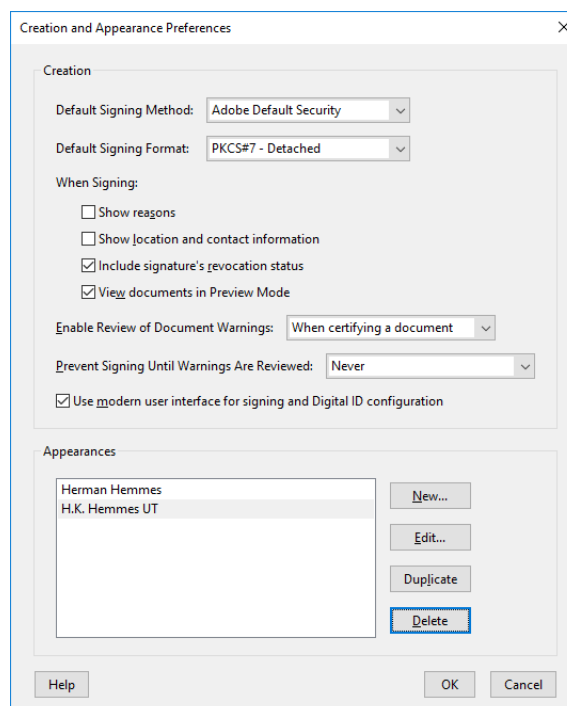 Creation and Appearance Preferences
Creation
Default Signing Method: Adobe Default Security
Default Signing Format: PKCS#7 - Detached
When Signing:
Show reasons
Show location and contact information
Include signature's revocation status
View documents in Preview Mode
Enable Review of Document Warnings: When certifying a document
Prevent Signing Until Warnings Are Reviewed: Never
Use modern user interface for signing and Digital ID configuration
Appearances
Herman Hemmes
H.K. Hemmes UT
New...
Edit...
Duplicate
Delete
Help OK Cancel